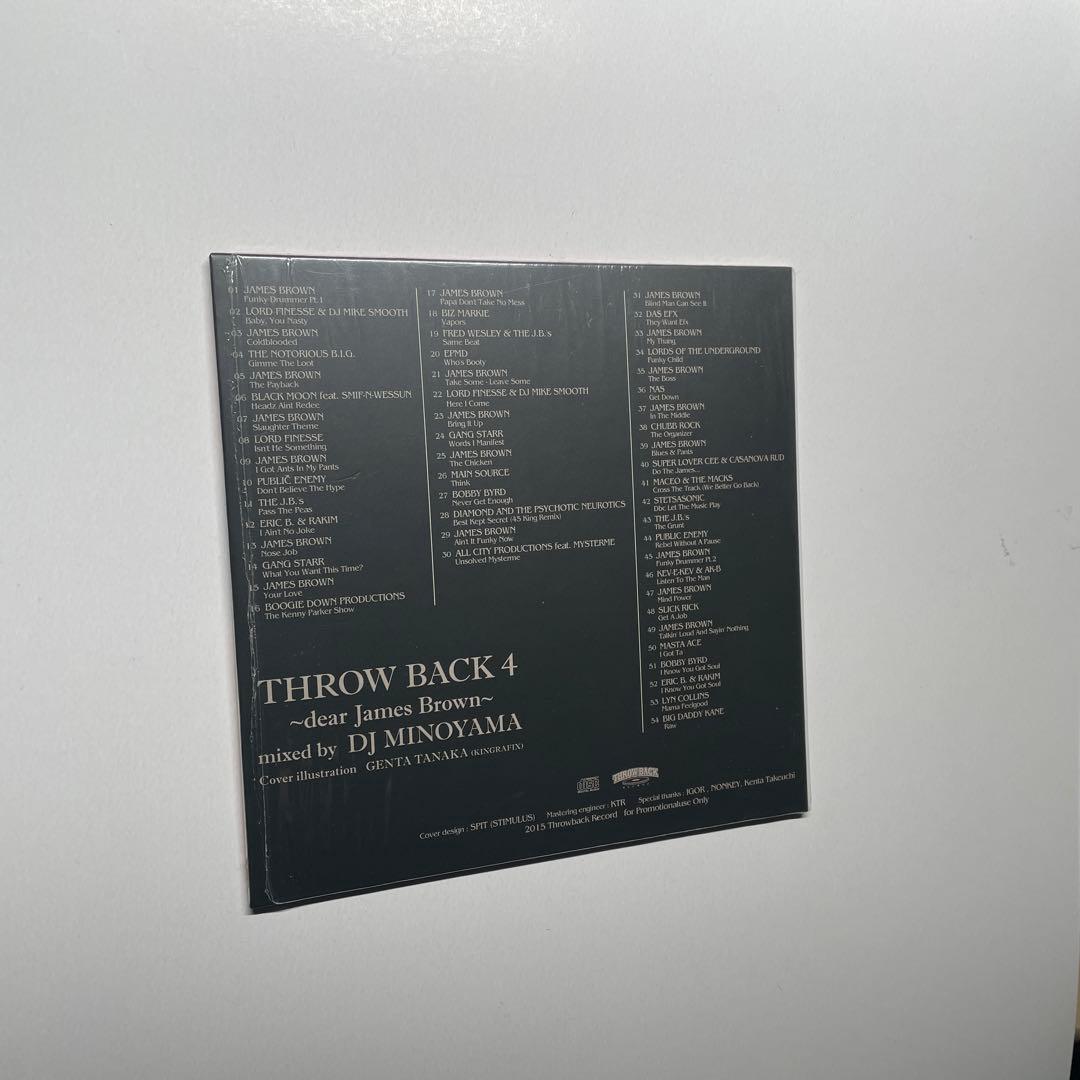 01 JAMES BROWN
Funky Drummer Pt. 1
02 LORD FINESSE & DJ MIKE SMOOTH
Baby, You Nasty
03 JAMES BROWN
Coldblooded
04 THE NOTORIOUS B.I.G.
Gimme The Loot
05 JAMES BROWN
The Payback
06 BLACK MOON feat. SMIF-N-WESSUN
Headz Aint Redee
07 JAMES BROWN
Slaughter Theme
08 LORD FINESSE
Isn't He Something
09 JAMES BROWN
I Got Ants In My Pants
10 PUBLIC ENEMY
Don't Believe The Hype
11 THE J.B.'s
Pass The Peas
12 ERIC B. & RAKIM
I Ain't No Joke
13 JAMES BROWN
Nose Job
14 GANG STARR
What You Want This Time?
15 JAMES BROWN
Your Love
16 BOOGIE DOWN PRODUCTIONS
The Kenny Parker Show
17 JAMES BROWN
Papa Don't Take No Mess
18 BIZ MARKIE
Vapors
19 FRED WESLEY & THE J.B.'s
Same Beat
20 EPMD
Who's Booty
21 JAMES BROWN
Take Some - Leave Some
22 LORD FINESSE & DJ MIKE SMOOTH
Here I Come
23 JAMES BROWN
Bring It Up
24 GANG STARR
Words I Manifest
25 JAMES BROWN
The Chicken
26 MAIN SOURCE
Think
27 BOBBY BYRD
Never Get Enough
28 DIAMOND AND THE PSYCHOTIC NEUROTICS
Best Kept Secret (45 King Remix)
29 JAMES BROWN
Ain't It Funky Now
30 ALL CITY PRODUCTIONS feat. MYSTERME
Unsolved Mysterme
31 JAMES BROWN
Blind Man Can See It
32 DAS EFX
They Want Efx
33 JAMES BROWN
My Thang
34 LORDS OF THE UNDERGROUND
Funky Child
35 JAMES BROWN
The Boss
36 NAS
Get Down
37 JAMES BROWN
In The Middle
38 CHUBB ROCK
The Organizer
39 JAMES BROWN
Blues & Pants
40 SUPER LOVER CEE & CASANOVA RUD
Do The James...
41 MACEO & THE MACKS
Cross The Track (We Better Go Back)
42 STETSASONIC
Dbc Let The Music Play
43 THE J.B.'s
The Grunt
44 PUBLIC ENEMY
Rebel Without A Pause
45 JAMES BROWN
Funky Drummer Pt.2
46 KEV-E-KEV & AK-B
Listen To The Man
47 JAMES BROWN
Mind Power
48 SLICK RICK
Get A Job
49 JAMES BROWN
Talkin' Loud And Sayin' Nothing
50 MASTA ACE
I Got Ta
51 BOBBY BYRD
I Know You Got Soul
52 ERIC B. & RAKIM
I Know You Got Soul
53 LYN COLLINS
Mama Feelgood
54 BIG DADDY KANE
Raw
THROW BACK 4
~dear James Brown~
mixed by DJ MINOYAMA
Cover illustration GENTA TANAKA (KINGRAFIX)
THROWBACK
Cover design : SPIT (STIMULUS) Mastering engineer : KTR Special thanks : IGOR , NONKEY, Kenta Takeuchi
2015 Throwback Record for Promotionaluse Only